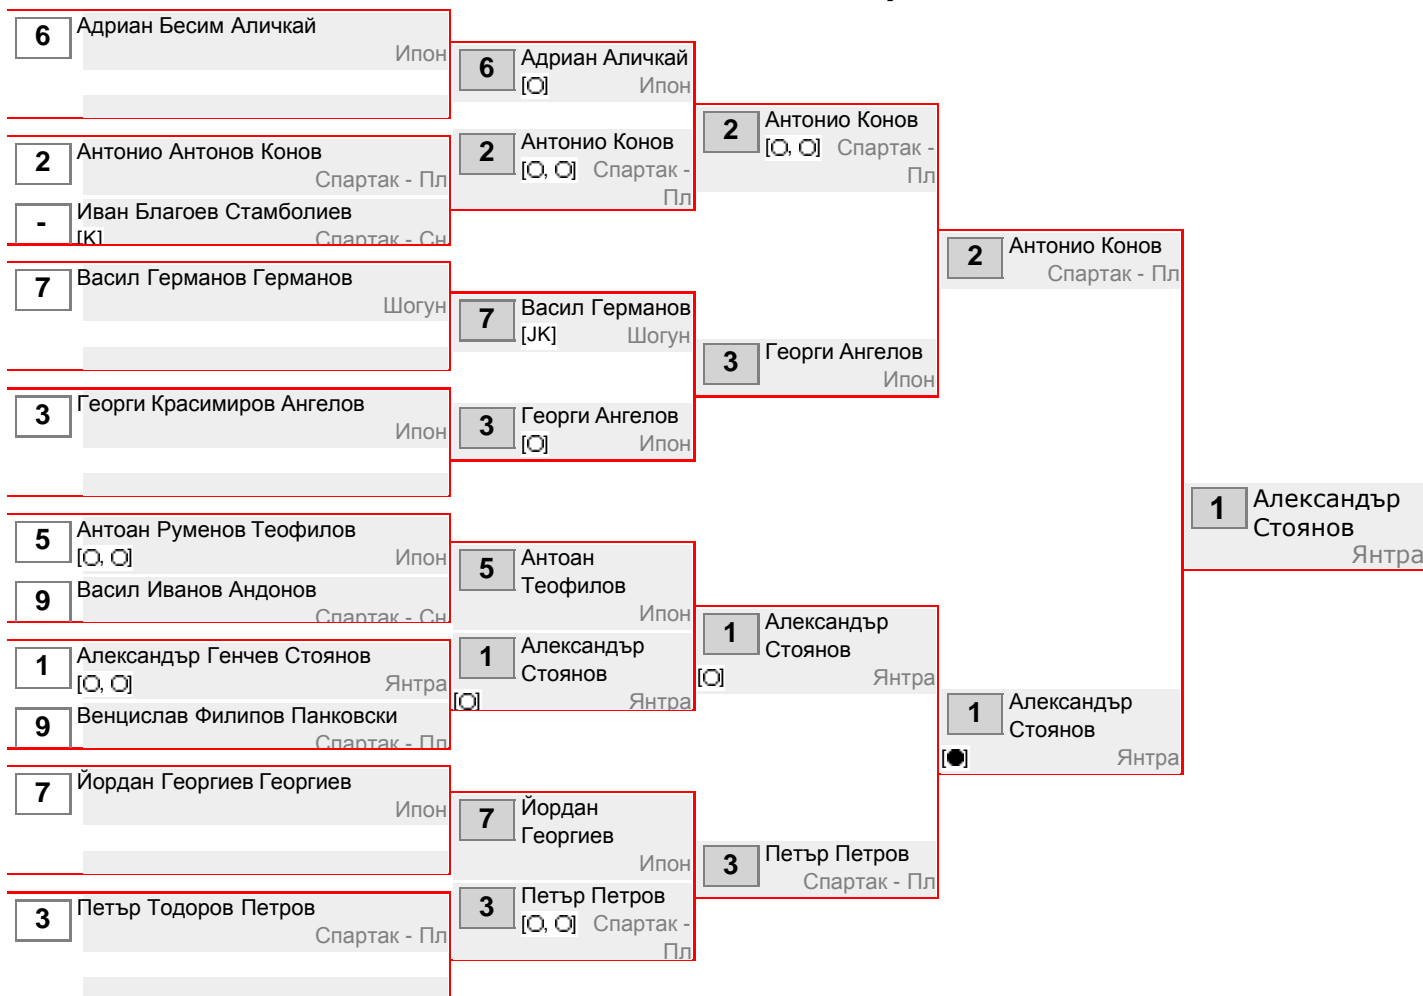 6
Адриан Бесим Аличкай
Ипон
2
Антонио Антонов Конов
Спартак - Пл
-
Иван Благоев Стамболиев
[K] Спартак - Сн
7
Васил Германов Германов
Шогун
3
Георги Красимиров Ангелов
Ипон
5
Антоан Руменов Теофилов
[O, O] Ипон
9
Васил Иванов Андонов
Спартак - Сн
1
Александър Генчев Стоянов
[O, O] Янтра
9
Венцислав Филипов Панковски
Спартак - Пл
7
Йордан Георгиев Георгиев
Ипон
3
Петър Тодоров Петров
Спартак - Пл
6
Адриан Аличкай
[O] Ипон
2
Антонио Конов
[O, O] Спартак -
Пл
7
Васил Германов
[JK] Шогун
3
Георги Ангелов
[O] Ипон
5
Антоан
Теофилов
Ипон
1
Александър
Стоянов
[O] Янтра
7
Йордан
Георгиев
Ипон
3
Петър Петров
[O, O] Спартак -
Пл
2
Антонио Конов
[O, O] Спартак -
Пл
3
Георги Ангелов
Ипон
1
Александър
Стоянов
[O] Янтра
3
Петър Петров
Спартак - Пл
2
Антонио Конов
Спартак - Пл
1
Александър
Стоянов
[●] Янтра
1
Александър
Стоянов
Янтра